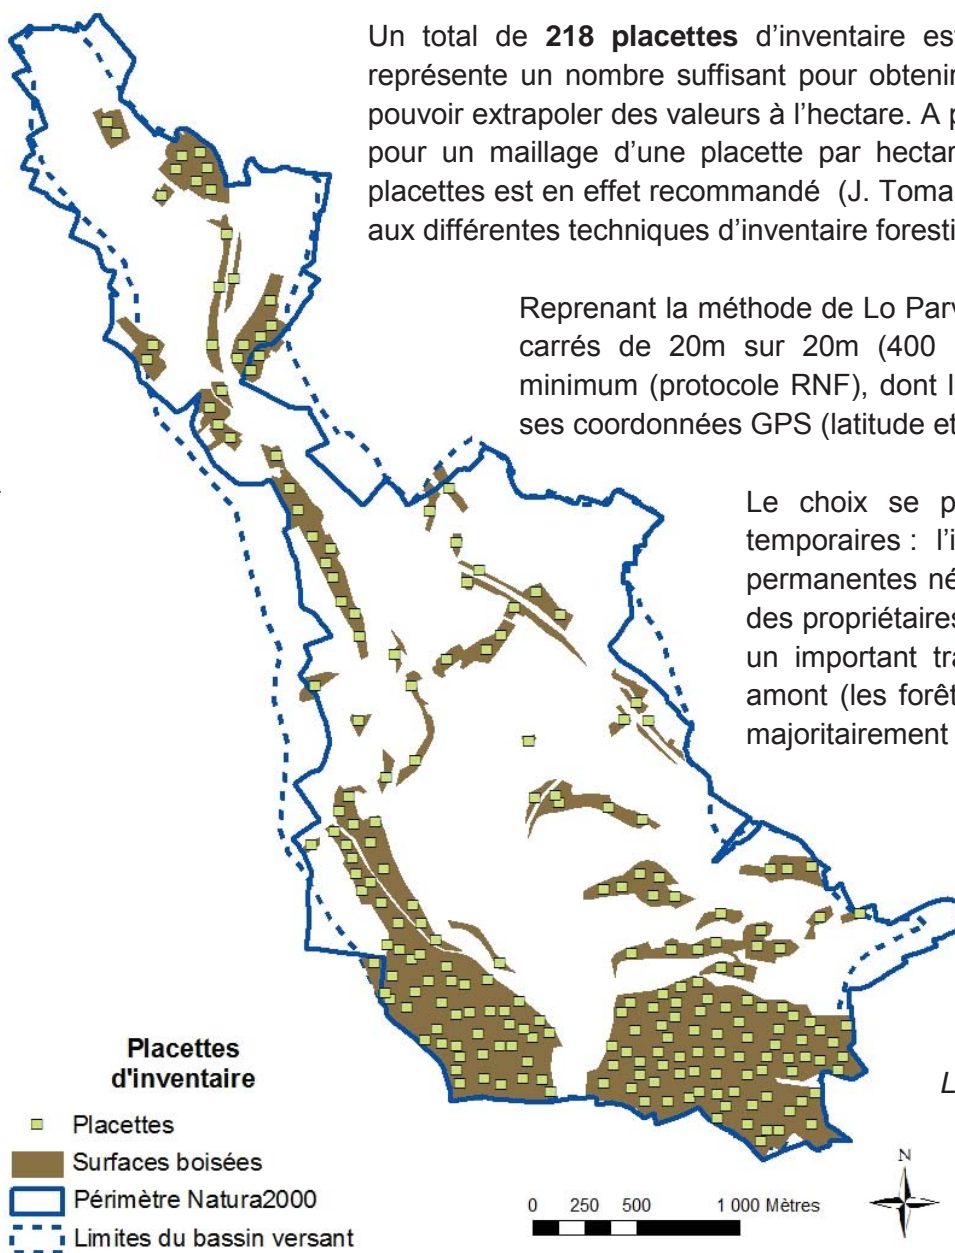 Un total de 218 placettes d’inventaire est
représente un nombre suffisant pour obtenir
pouvoir extrapoler des valeurs à l’hectare. A p
pour un maillage d’une placette par hectar
placettes est en effet recommandé (J. Toma
aux différentes techniques d’inventaire foresti
Reprenant la méthode de Lo Parv
carrés de 20m sur 20m (400
minimum (protocole RNF), dont l
ses coordonnées GPS (latitude et
Le choix se p
temporaires : l’i
permanentes né
des propriétaires
un important tra
amont (les forêt
majoritairement
Placettes
d'inventaire
Placettes
Surfaces boisées
Périmètre Natura2000
Limites du bassin versant
L
N
0 250 500 1 000 Mètres